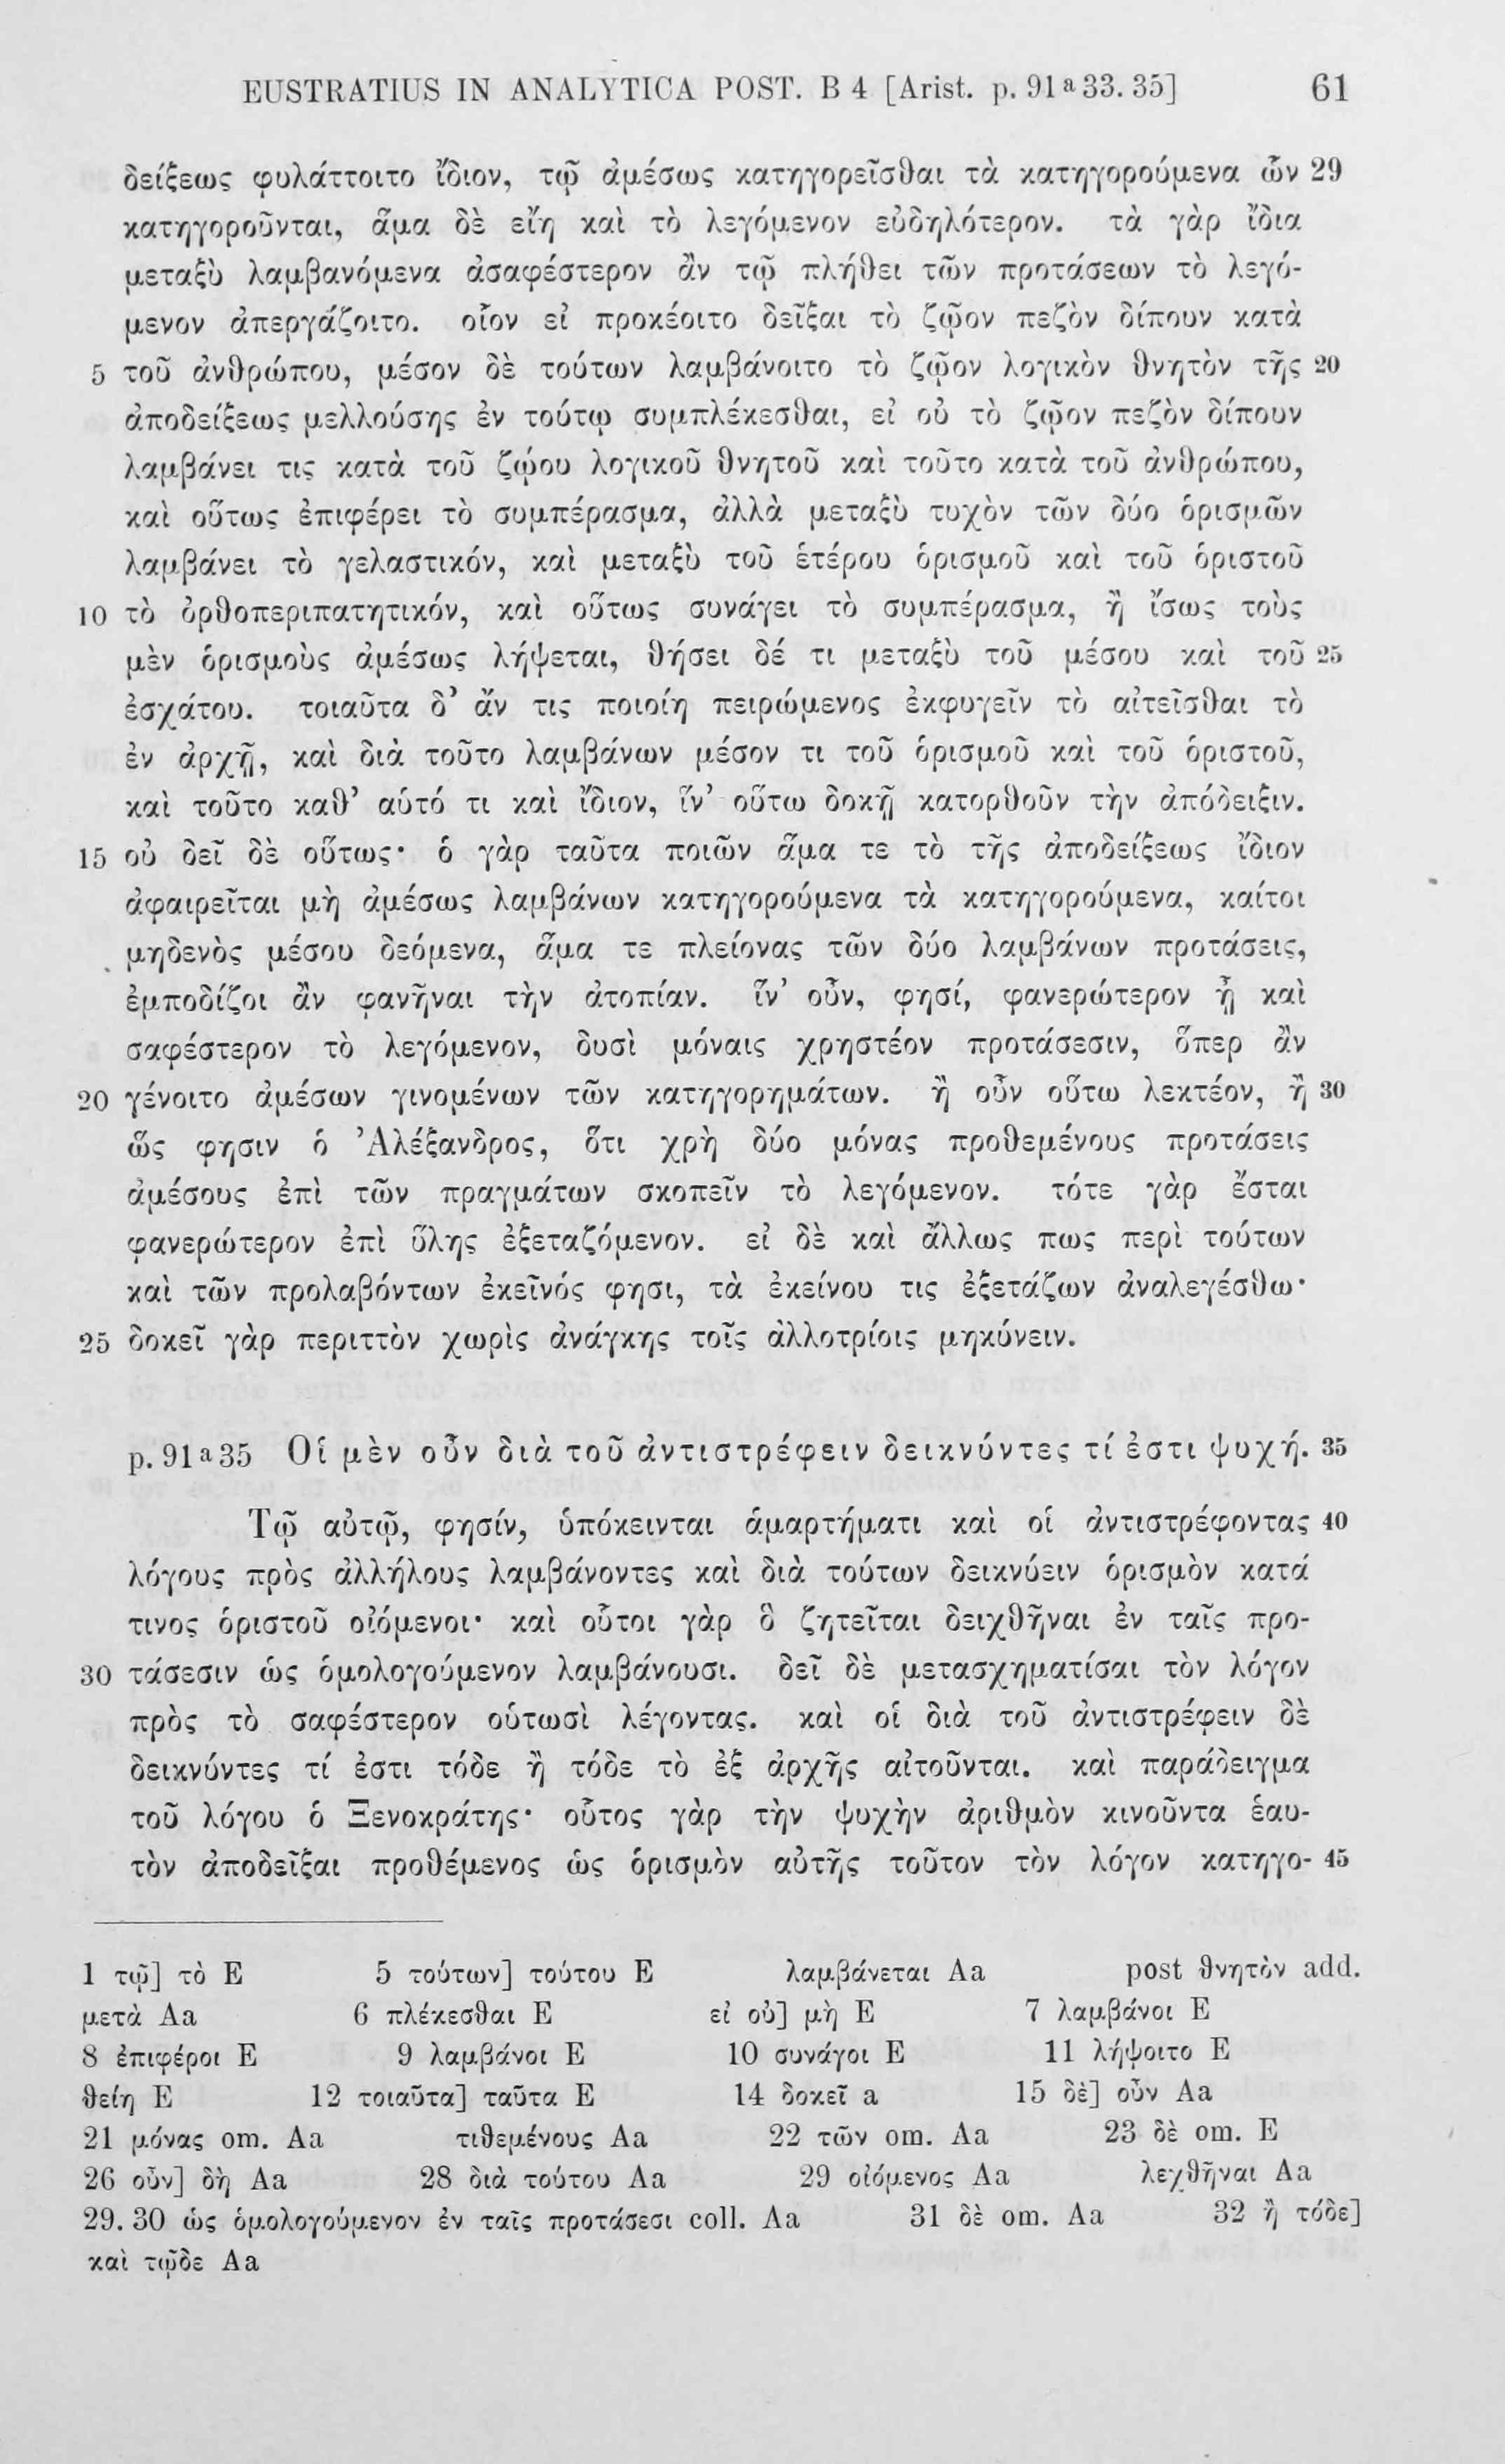 EUSTRATIUS IN ANALYTICA POST. B 4 [Arist. p. 91 a 33. 35] 61
δείξεως φυλάττοιτο ἴδιον, τῷ ἀμέσως κατηγορεῖσθαι τὰ κατηγορούμενα ὧν 29
κατηγοροῦνται, ἅμα δὲ εἴη καὶ τὸ λεγόμενον εὐδηλότερον. τὰ γὰρ ἴδια
μεταξὺ λαμβανόμενα ἀσαφέστερον ἂν τῷ πλήθει τῶν προτάσεων τὸ λεγό-
μενον ἀπεργάζοιτο. οἷον εἰ προκέοιτο δεῖξαι τὸ ζῷον πεζὸν δίπουν κατὰ
5 τοῦ ἀνθρώπου, μέσον δὲ τούτων λαμβάνοιτο τὸ ζῷον λογικὸν θνητὸν τῆς 20
ἀποδείξεως μελλούσης ἐν τούτῳ συμπλέκεσθαι, εἰ οὐ τὸ ζῷον πεζὸν δίπουν
λαμβάνει τις κατὰ τοῦ ζῴου λογικοῦ θνητοῦ καὶ τοῦτο κατὰ τοῦ ἀνθρώπου,
καὶ οὕτως ἐπιφέρει τὸ συμπέρασμα, ἀλλὰ μεταξὺ τυχὸν τῶν δύο ὁρισμῶν
λαμβάνει τὸ γελαστικόν, καὶ μεταξὺ τοῦ ἑτέρου ὁρισμοῦ καὶ τοῦ ὁριστοῦ
10 τὸ ὀρθοπεριπατητικόν, καὶ οὕτως συνάγει τὸ συμπέρασμα, ἢ ἴσως τοὺς
μὲν ὁρισμοὺς ἀμέσως λήψεται, θήσει δέ τι μεταξὺ τοῦ μέσου καὶ τοῦ 25
ἐσχάτου. τοιαῦτα δ’ ἄν τις ποιοίη πειρώμενος ἐκφυγεῖν τὸ αἰτεῖσθαι τὸ
ἐν ἀρχῇ, καὶ διὰ τοῦτο λαμβάνων μέσον τι τοῦ ὁρισμοῦ καὶ τοῦ ὁριστοῦ,
καὶ τοῦτο καθ’ αὑτό τι καὶ ἴδιον, ἵν’ οὕτω δοκῇ κατορθοῦν τὴν ἀπόδειξιν.
15 οὐ δεῖ δὲ οὕτως· ὁ γὰρ ταῦτα ποιῶν ἅμα τε τὸ τῆς ἀποδείξεως ἴδιον
ἀφαιρεῖται μὴ ἀμέσως λαμβάνων κατηγορούμενα τὰ κατηγορούμενα, καίτοι
μηδενὸς μέσου δεόμενα, ἅμα τε πλείονας τῶν δύο λαμβάνων προτάσεις,
ἐμποδίζοι ἂν φανῆναι τὴν ἀτοπίαν. ἵν’ οὖν, φησί, φανερώτερον ᾖ καὶ
σαφέστερον τὸ λεγόμενον, δυσὶ μόναις χρηστέον προτάσεσιν, ὅπερ ἂν
20 γένοιτο ἀμέσων γινομένων τῶν κατηγορημάτων. ἢ οὖν οὕτω λεκτέον, ἢ 30
ὥς φησιν ὁ Ἀλέξανδρος, ὅτι χρὴ δύο μόνας προθεμένους προτάσεις
ἀμέσους ἐπὶ τῶν πραγμάτων σκοπεῖν τὸ λεγόμενον. τότε γὰρ ἔσται
φανερώτερον ἐπὶ ὕλης ἐξεταζόμενον. εἰ δὲ καὶ ἄλλως πως περὶ τούτων
καὶ τῶν προλαβόντων ἐκεῖνός φησι, τὰ ἐκείνου τις ἐξετάζων ἀναλεγέσθω·
25 δοκεῖ γὰρ περιττὸν χωρὶς ἀνάγκης τοῖς ἀλλοτρίοις μηκύνειν.
p. 91 a 35 Οἱ μὲν οὖν διὰ τοῦ ἀντιστρέφειν δεικνύντες τί ἐστι ψυχή. 35
Τῷ αὐτῷ, φησίν, ὑπόκεινται ἁμαρτήματι καὶ οἱ ἀντιστρέφοντας 40
λόγους πρὸς ἀλλήλους λαμβάνοντες καὶ διὰ τούτων δεικνύειν ὁρισμὸν κατά
τινος ὁριστοῦ οἰόμενοι· καὶ οὗτοι γὰρ ὃ ζητεῖται δειχθῆναι ἐν ταῖς προ-
30 τάσεσιν ὡς ὁμολογούμενον λαμβάνουσι. δεῖ δὲ μετασχηματίσαι τὸν λόγον
πρὸς τὸ σαφέστερον οὑτωσὶ λέγοντας. καὶ οἱ διὰ τοῦ ἀντιστρέφειν δὲ
δεικνύντες τί ἐστι τόδε ἢ τόδε τὸ ἐξ ἀρχῆς αἰτοῦνται. καὶ παράδειγμα
τοῦ λόγου ὁ Ξενοκράτης· οὗτος γὰρ τὴν ψυχὴν ἀριθμὸν κινοῦντα ἑαυ-
τὸν ἀποδεῖξαι προθέμενος ὡς ὁρισμὸν αὐτῆς τοῦτον τὸν λόγον κατηγο- 45
1 τῷ] τὸ E 5 τούτων] τούτου E λαμβάνεται Aa post θνητὸν add.
μετὰ Aa 6 πλέκεσθαι E εἰ οὐ] μὴ E 7 λαμβάνοι E
8 ἐπιφέροι E 9 λαμβάνοι E 10 συνάγοι E 11 λήψοιτο E
θείη E 12 τοιαῦτα] ταῦτα E 14 δοκεῖ a 15 δὲ] οὖν Aa
21 μόνας om. Aa τιθεμένους Aa 22 τῶν om. Aa 23 δὲ om. E
26 οὖν] δὴ Aa 28 διὰ τούτου Aa 29 οἰόμενος Aa λεχθῆναι Aa
29. 30 ὡς ὁμολογούμενον ἐν ταῖς προτάσεσι coll. Aa 31 δὲ om. Aa 32 ἢ τόδε]
καὶ τῷδε Aa